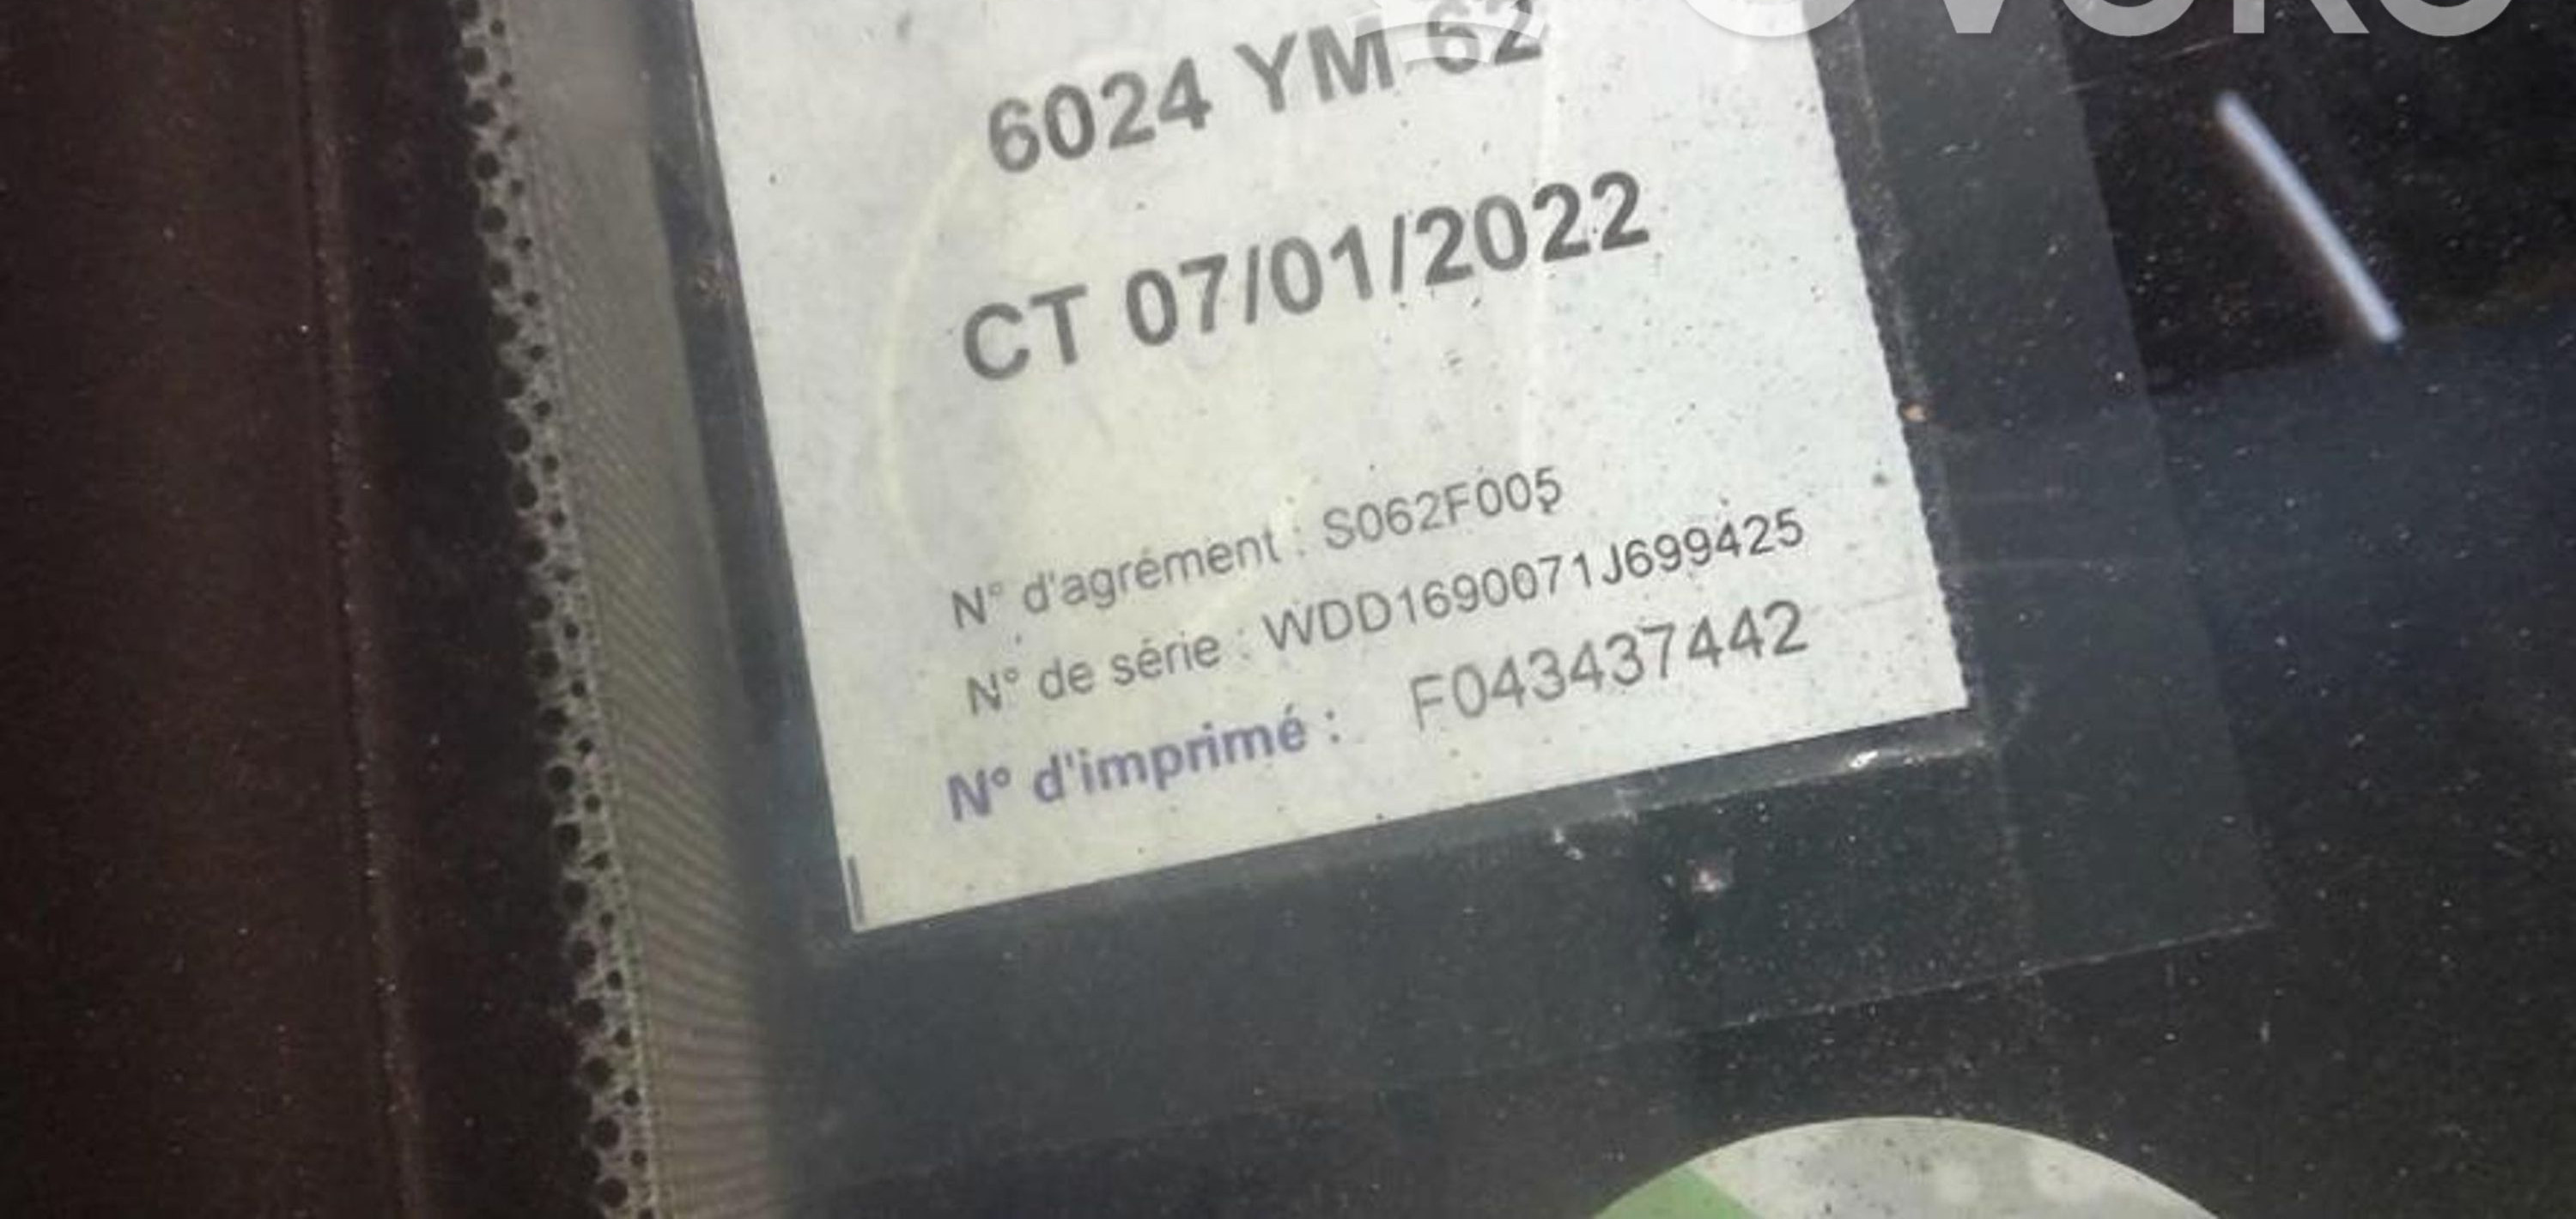 6024 YM 62
CT 07/01/2022
N° d'agrément : S062F005
N° de série : WDD1690071J699425
N° d'imprimé : F043437442